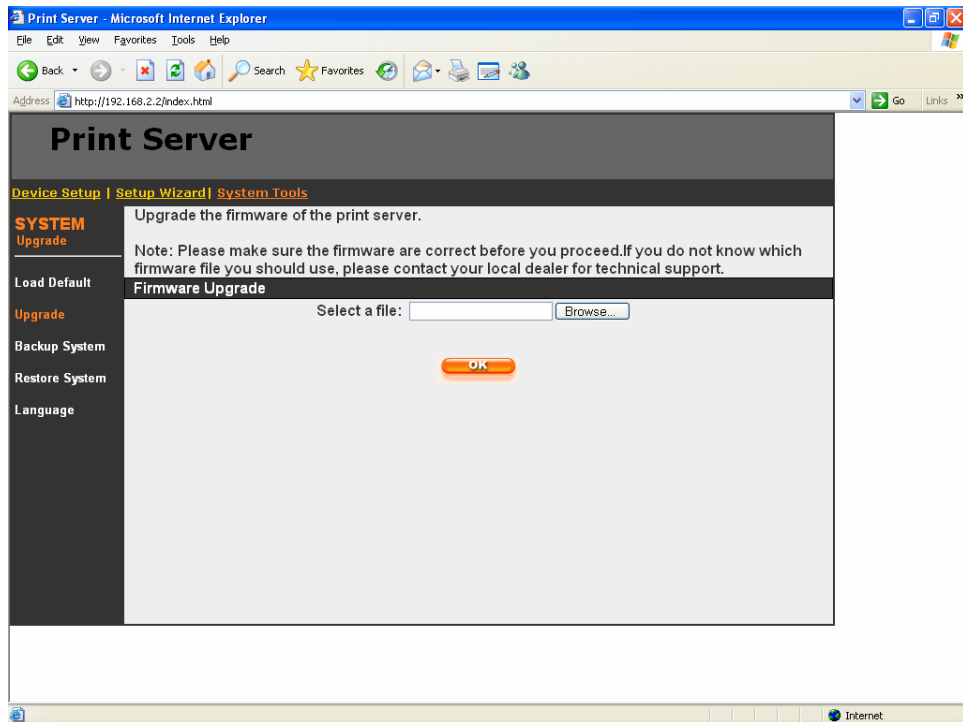 Print Server - Microsoft Internet Explorer
File Edit View Favorites Tools Help
Back Search Favorites
Address http://192.168.2.2/index.html Go Links »
Print Server
Device Setup | Setup Wizard | System Tools
SYSTEM
Upgrade
Load Default
Upgrade
Backup System
Restore System
Language
Upgrade the firmware of the print server.
Note: Please make sure the firmware are correct before you proceed.If you do not know which
firmware file you should use, please contact your local dealer for technical support.
Firmware Upgrade
Select a file: Browse...
OK
Internet